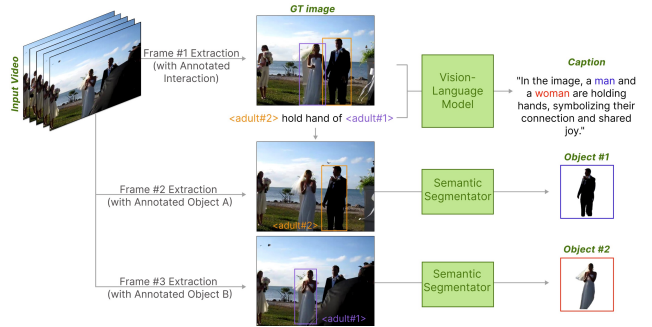 Input Video
Frame #1 Extraction
(with Annotated
Interaction)
GT image
<adult#2> hold hand of <adult#1>
Vision-
Language
Model
Caption
"In the image, a man and
a woman are holding
hands, symbolizing their
connection and shared
joy."
Frame #2 Extraction
(with Annotated Object A)
<adult#2>
Semantic
Segmentator
Object #1
Frame #3 Extraction
(with Annotated Object B)
<adult#1>
Semantic
Segmentator
Object #2